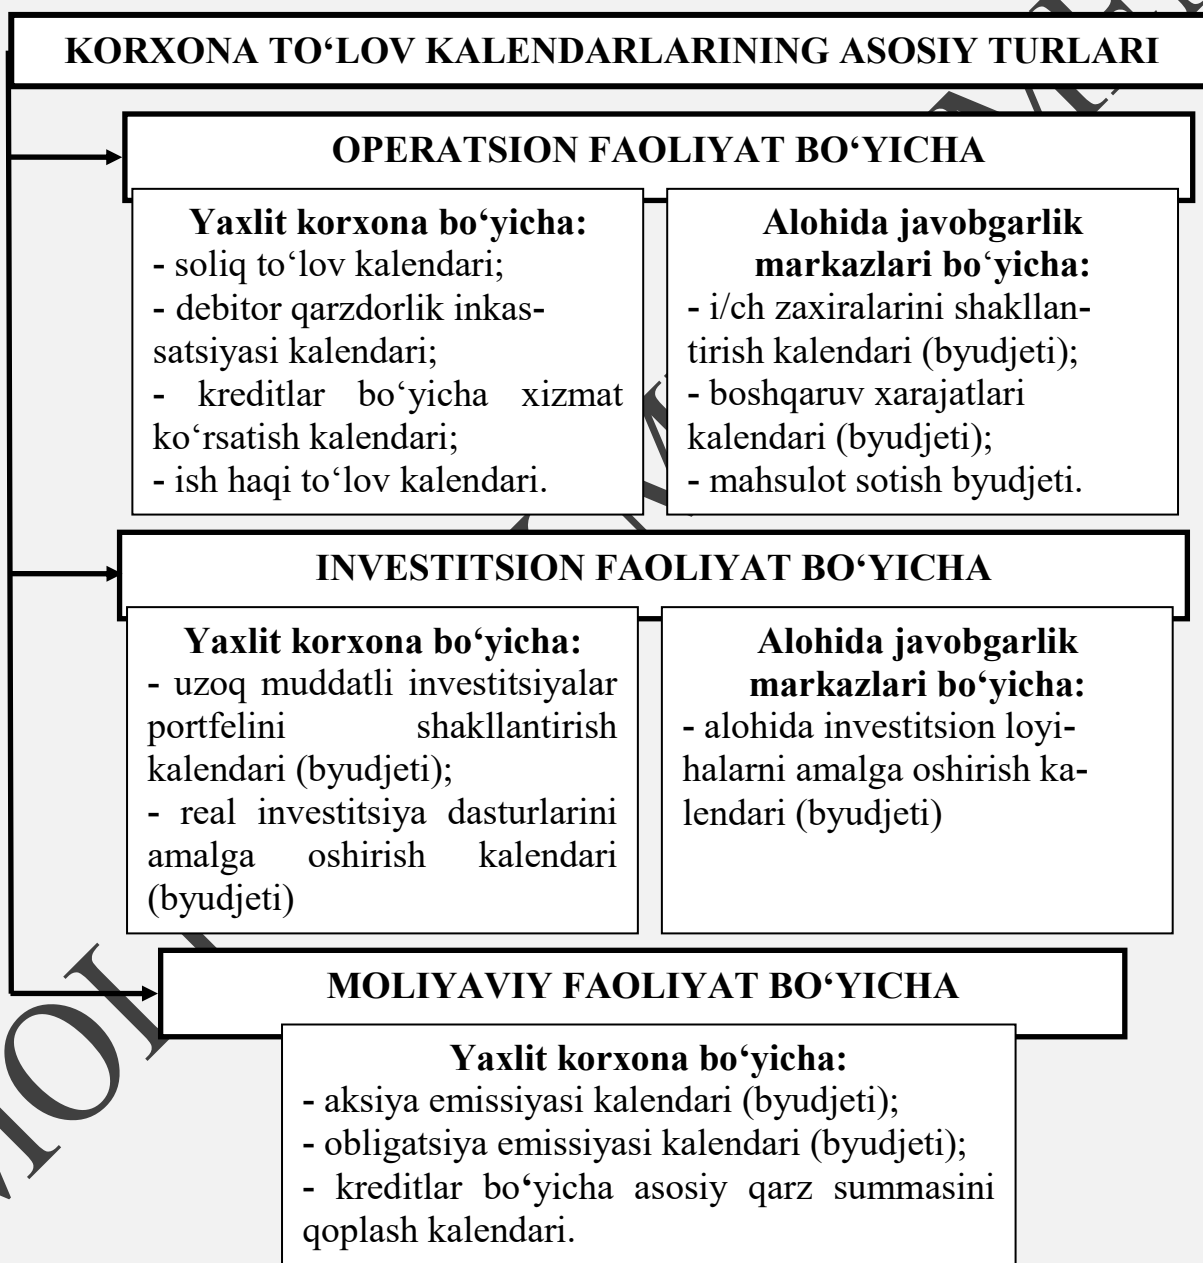 KORXONA TO‘LOV KALENDARLARINING ASOSIY TURLARI
OPERATSION FAOLIYAT BO‘YICHA
Yaxlit korxona bo‘yicha:
- soliq to‘lov kalendari;
- debitor qarzdorlik inkas-
satsiyasi kalendari;
- kreditlar bo‘yicha xizmat
ko‘rsatish kalendari;
- ish haqi to‘lov kalendari.
Alohida javobgarlik
markazlari bo‘yicha:
- i/ch zaxiralarini shakllan-
tirish kalendari (byudjeti);
- boshqaruv xarajatlari
kalendari (byudjeti);
- mahsulot sotish byudjeti.
INVESTITSION FAOLIYAT BO‘YICHA
Yaxlit korxona bo‘yicha:
- uzoq muddatli investitsiyalar
portfelini shakllantirish
kalendari (byudjeti);
- real investitsiya dasturlarini
amalga oshirish kalendari
(byudjeti)
Alohida javobgarlik
markazlari bo‘yicha:
- alohida investitsion loyi-
halarni amalga oshirish ka-
lendari (byudjeti)
MOLIYAVIY FAOLIYAT BO‘YICHA
Yaxlit korxona bo‘yicha:
- aksiya emissiyasi kalendari (byudjeti);
- obligatsiya emissiyasi kalendari (byudjeti);
- kreditlar bo‘yicha asosiy qarz summasini
qoplash kalendari.